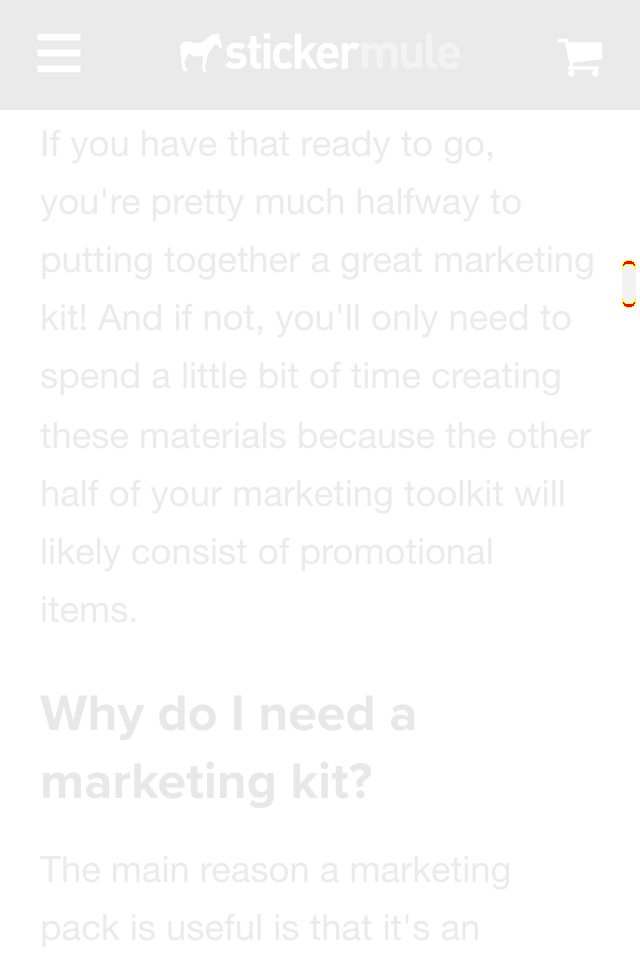 stickermule
If you have that ready to go,
you're pretty much halfway to
putting together a great marketing
kit! And if not, you'll only need to
spend a little bit of time creating
these materials because the other
half of your marketing toolkit will
likely consist of promotional
items.
Why do I need a
marketing kit?
The main reason a marketing
pack is useful is that it's an